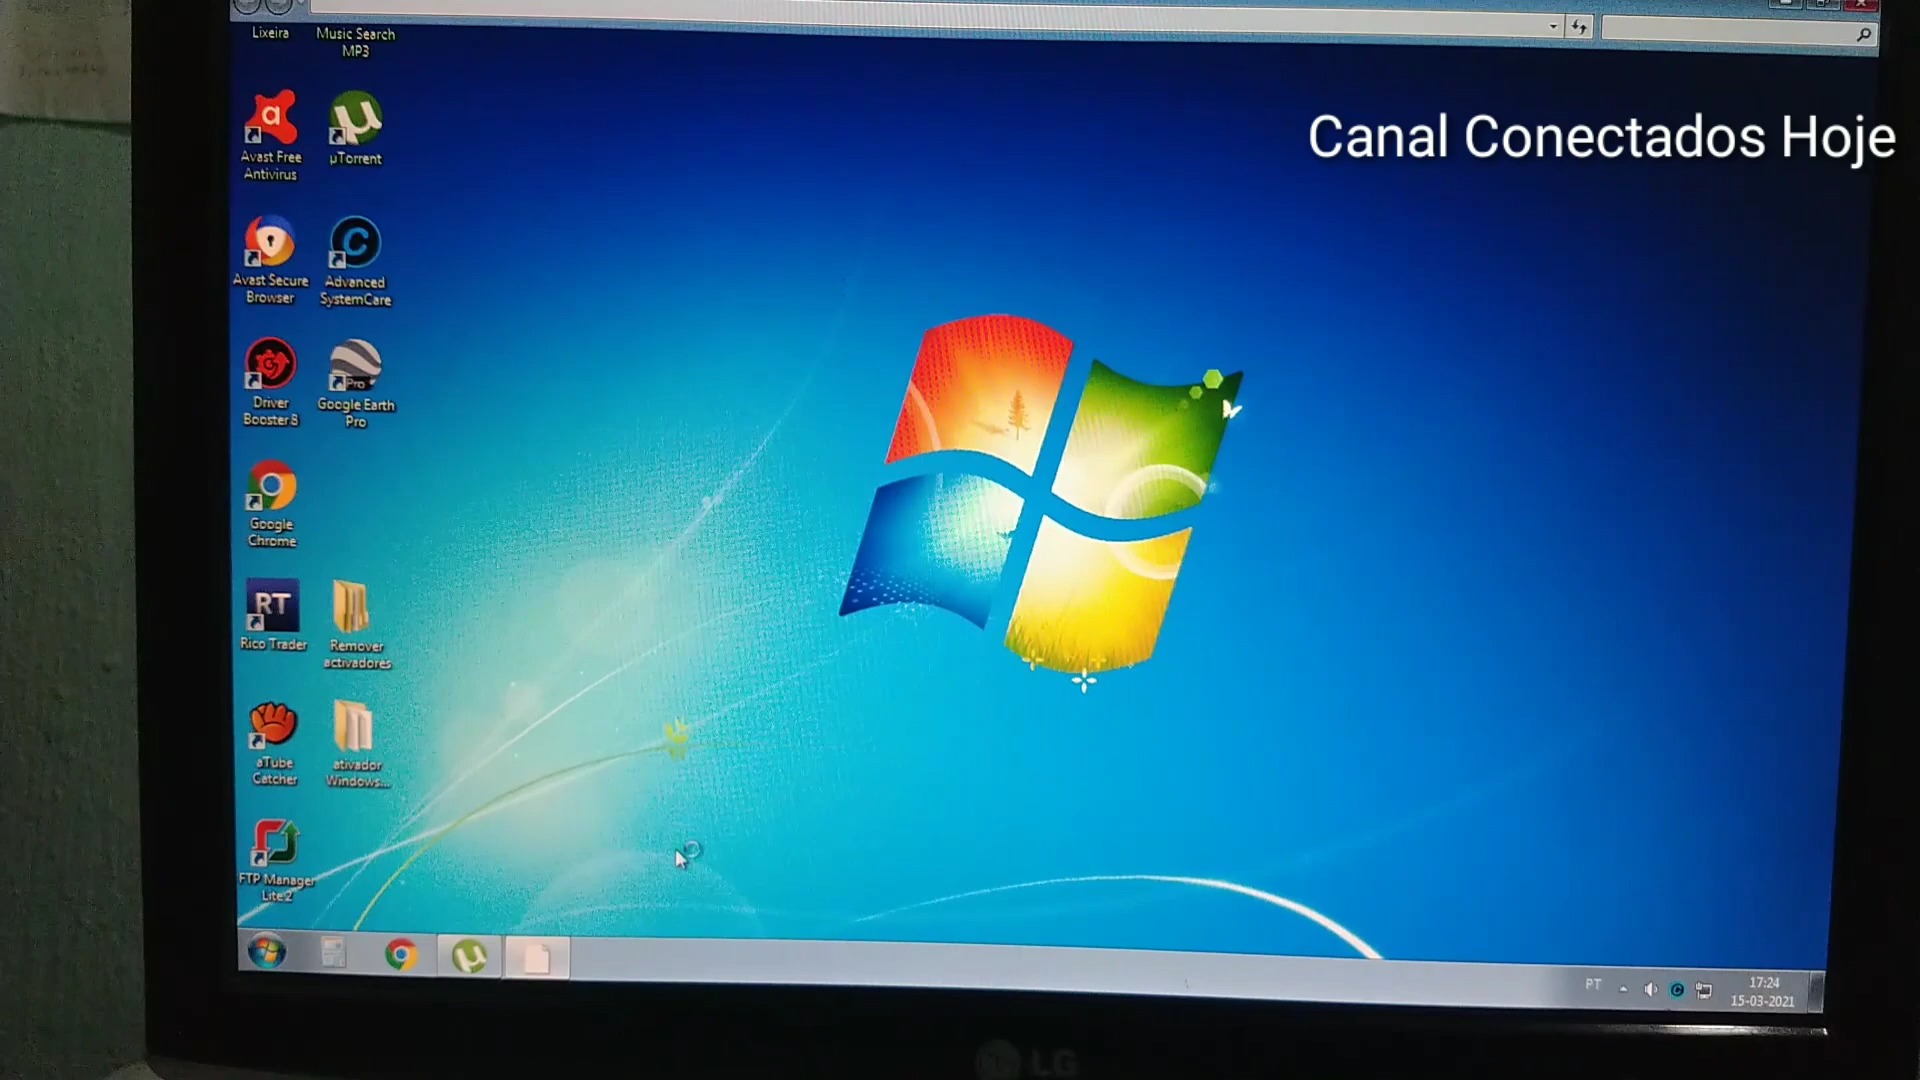 Lixeira
Music Search
MP3
Canal Conectados Hoje
Avast Free
Antivirus
µTorrent
Avast Secure
Browser
Advanced
SystemCare
Driver
Booster 8
Pro
Google Earth
Pro
Google
Chrome
RT
Rico Trader
Remover
activadores
aTube
Catcher
ativador
Windows...
FTP Manager
Lite 2
PT
17:24
15-03-2021
LG